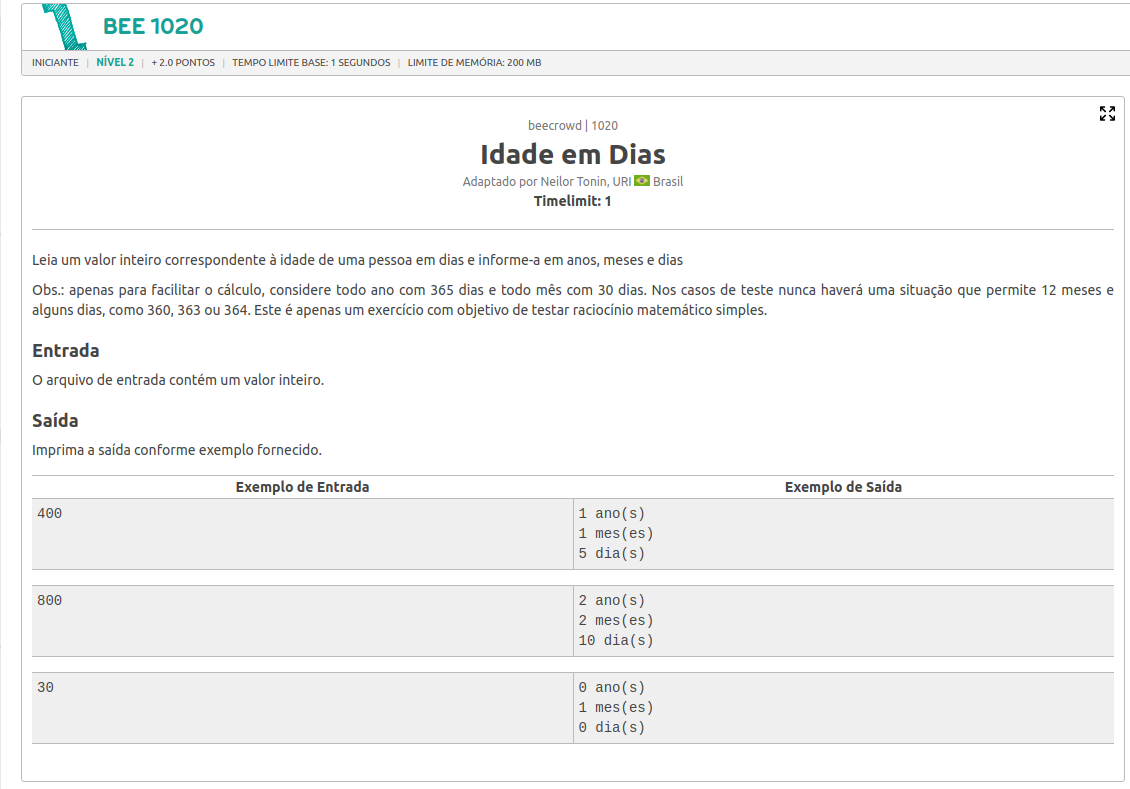 BEE 1020
INICIANTE | NÍVEL 2 | + 2.0 PONTOS | TEMPO LIMITE BASE: 1 SEGUNDOS | LIMITE DE MEMÓRIA: 200 MB
beecrowd | 1020
Idade em Dias
Adaptado por Neilor Tonin, URI Brasil
Timelimit: 1
Leia um valor inteiro correspondente à idade de uma pessoa em dias e informe-a em anos, meses e dias
Obs.: apenas para facilitar o cálculo, considere todo ano com 365 dias e todo mês com 30 dias. Nos casos de teste nunca haverá uma situação que permite 12 meses e
alguns dias, como 360, 363 ou 364. Este é apenas um exercício com objetivo de testar raciocínio matemático simples.
Entrada
O arquivo de entrada contém um valor inteiro.
Saída
Imprima a saída conforme exemplo fornecido.
Exemplo de Entrada Exemplo de Saída
400 1 ano(s)
1 mes(es)
5 dia(s)
800 2 ano(s)
2 mes(es)
10 dia(s)
30 0 ano(s)
1 mes(es)
0 dia(s)